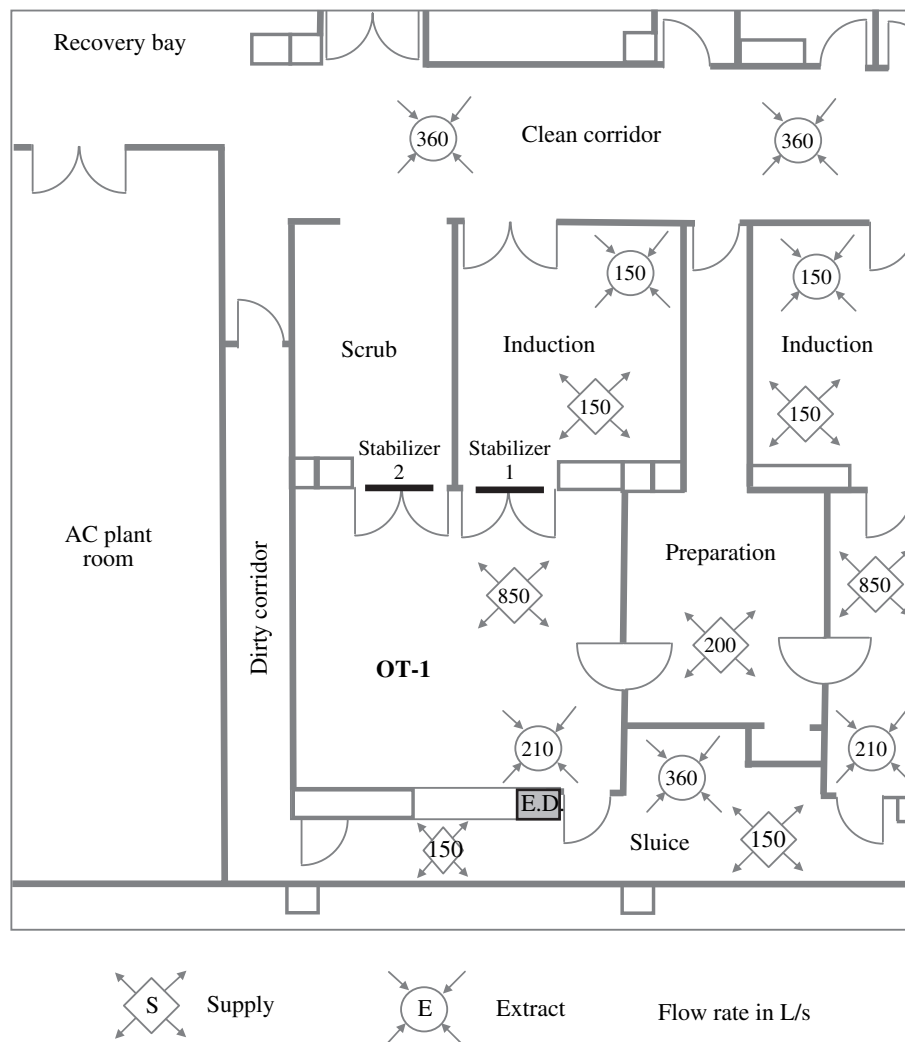 Recovery bay
360
Clean corridor
360
150
150
Scrub
Induction
Induction
150
150
Stabilizer
2
Stabilizer
1
AC plant
room
Preparation
850
850
Dirty corridor
200
OT-1
210
210
360
E.D.
150
Sluice
150
S
Supply
E
Extract
Flow rate in L/s